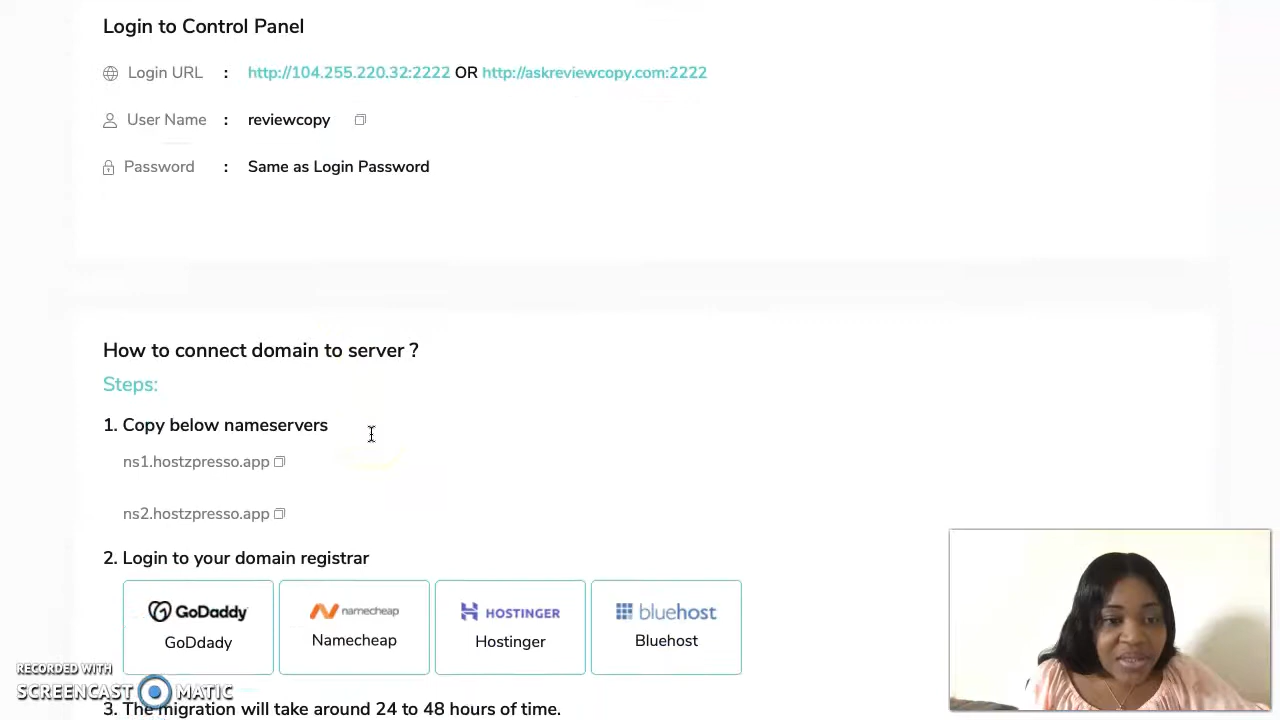 Login to Control Panel
Login URL : http://104.255.220.32:2222 OR http://askreviewcopy.com:2222
User Name : reviewcopy
Password : Same as Login Password
How to connect domain to server ?
Steps:
1. Copy below nameservers
ns1.hostzpresso.app
ns2.hostzpresso.app
2. Login to your domain registrar
GoDaddy namecheap HOSTINGER bluehost
GoDdady Namecheap Hostinger Bluehost
3. The migration will take around 24 to 48 hours of time.
RECORDED WITH
SCREENCAST MATIC